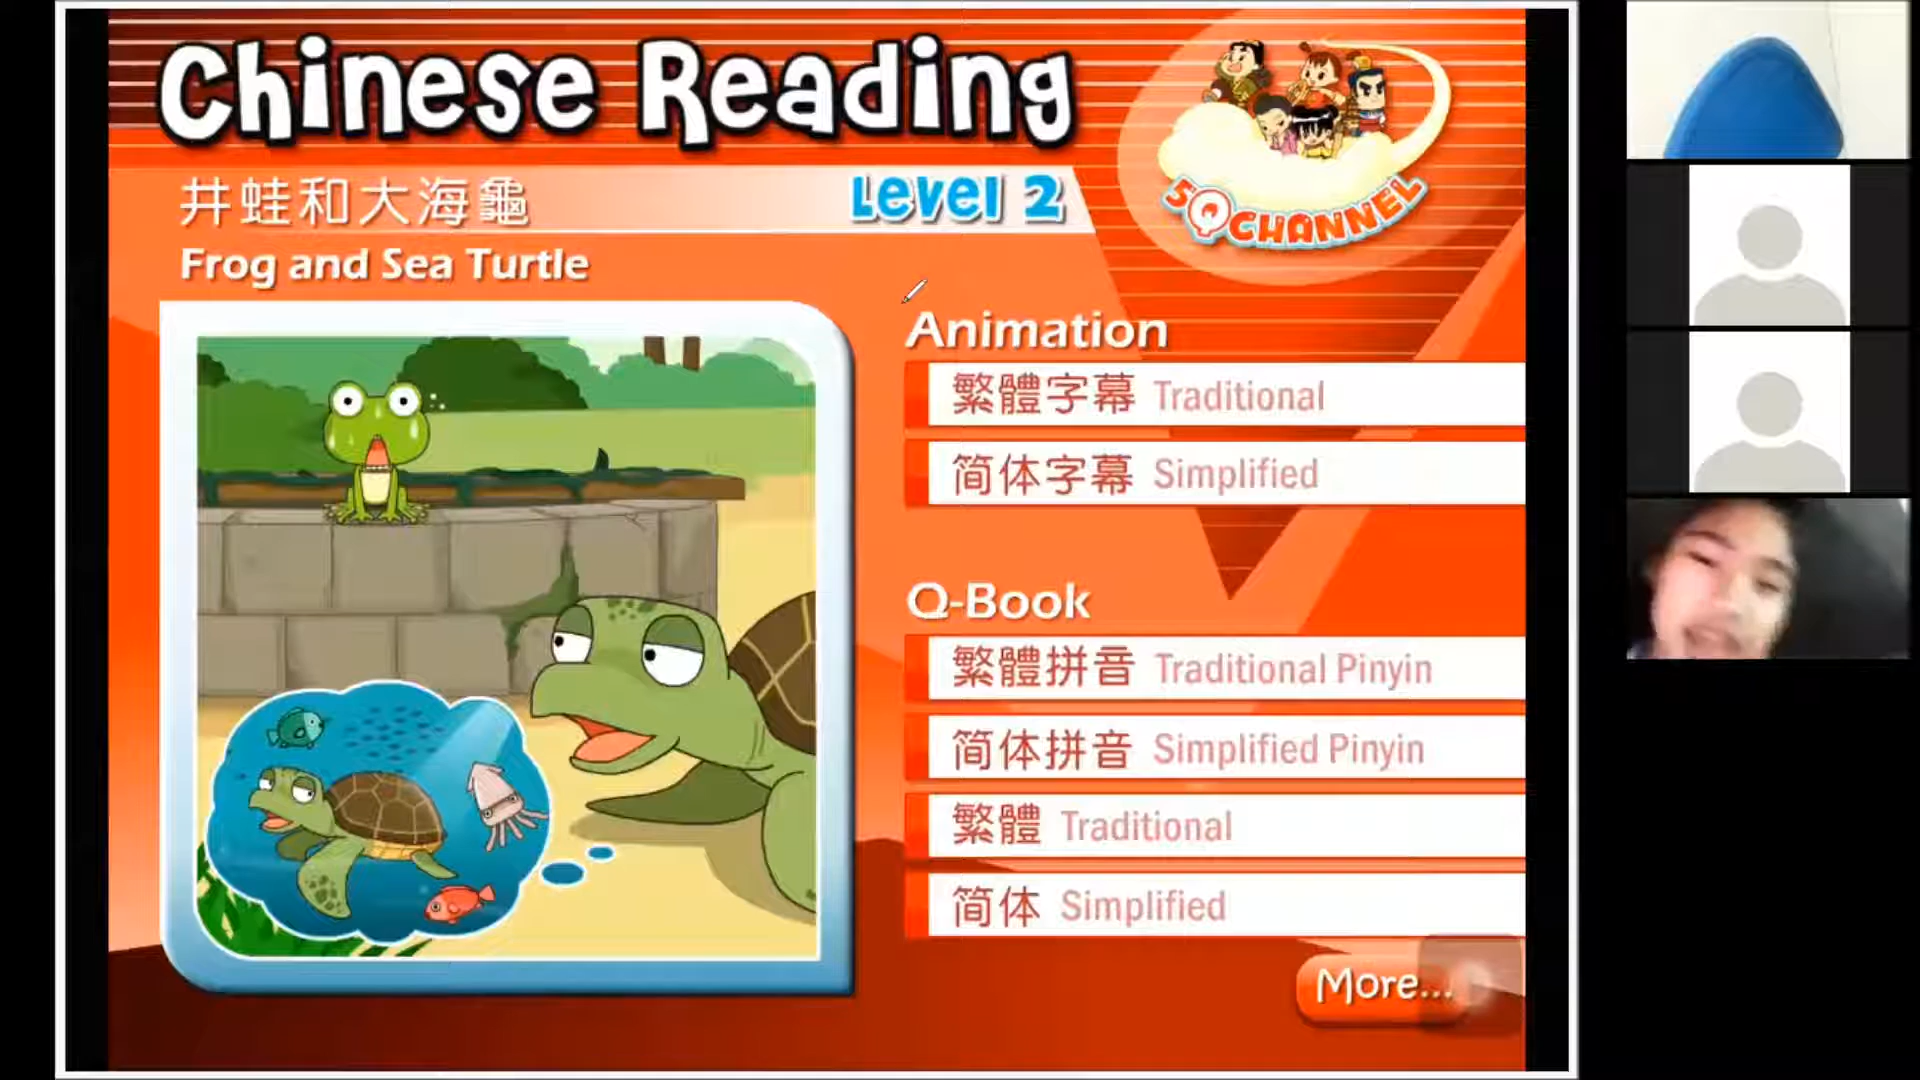 Chinese Reading
井蛙和大海龜 Level 2
Frog and Sea Turtle
5QCHANNEL
Animation
繁體字幕 Traditional
简体字幕 Simplified
Q-Book
繁體拼音 Traditional Pinyin
简体拼音 Simplified Pinyin
繁體 Traditional
简体 Simplified
More...